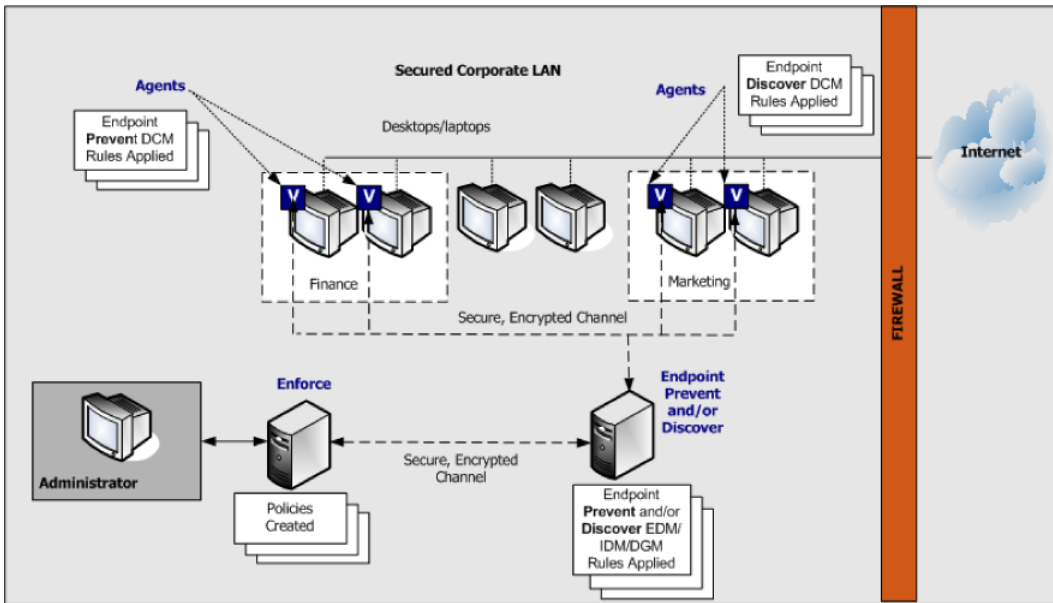 Secured Corporate LAN
Agents
Endpoint
Prevent DCM
Rules Applied
Desktops/laptops
Agents
Endpoint
Discover DCM
Rules Applied
Internet
V
V
V
V
Finance
Marketing
FIREWALL
Secure, Encrypted Channel
Administrator
Enforce
Policies
Created
Secure, Encrypted
Channel
Endpoint
Prevent
and/or
Discover
Endpoint
Prevent and/or
Discover EDM/
IDM/DGM
Rules Applied